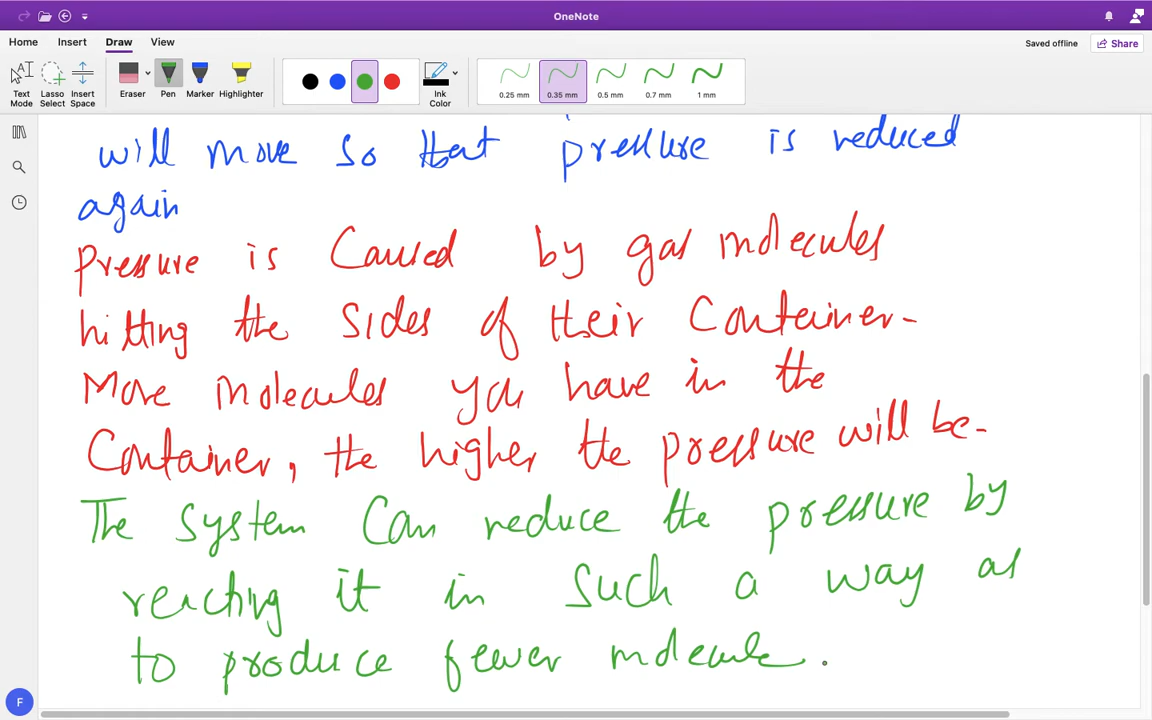 OneNote
Home Insert Draw View
Saved offline
Share
Text Mode
Lasso Select
Insert Space
Eraser
Pen
Marker
Highlighter
Ink Color
0.25 mm
0.35 mm
0.5 mm
0.7 mm
1 mm
will move so that pressure is reduced
again
Pressure is Caused by gas molecules
hitting the sides of their Container.
More molecules you have in the
Container, the higher the pressure will be.
The system Can reduce the pressure by
reacting it in such a way as
to produce fewer molecule.
F